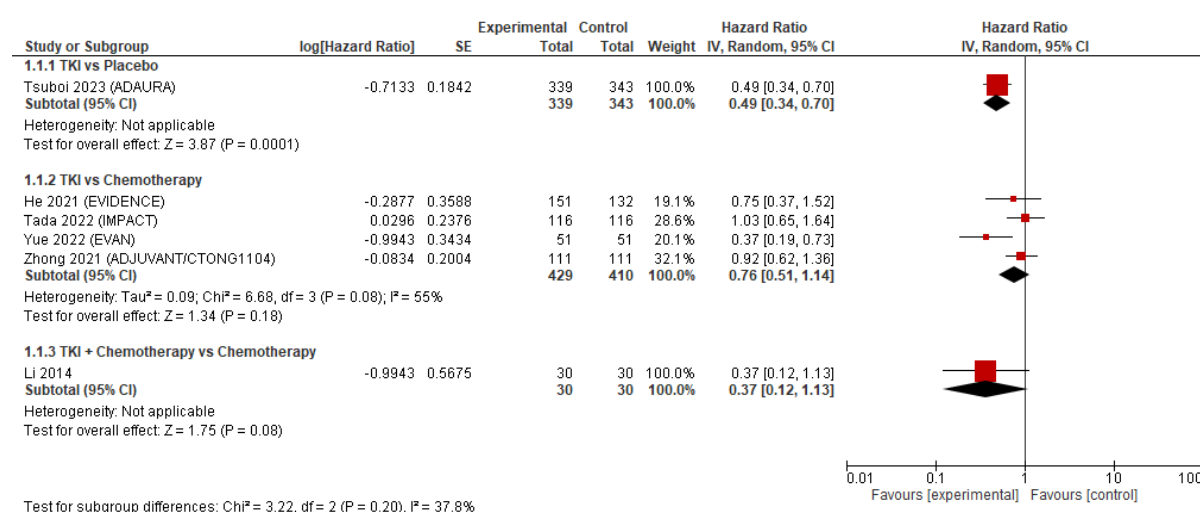 Experimental Control Hazard Ratio Hazard Ratio
Study or Subgroup log[Hazard Ratio] SE Total Total Weight IV, Random, 95% CI IV, Random, 95% CI
1.1.1 TKI vs Placebo
Tsuboi 2023 (ADAURA) -0.7133 0.1842 339 343 100.0% 0.49 [0.34, 0.70]
Subtotal (95% CI) 339 343 100.0% 0.49 [0.34, 0.70]
Heterogeneity: Not applicable
Test for overall effect: Z = 3.87 (P = 0.0001)
1.1.2 TKI vs Chemotherapy
He 2021 (EVIDENCE) -0.2877 0.3588 151 132 19.1% 0.75 [0.37, 1.52]
Tada 2022 (IMPACT) 0.0296 0.2376 116 116 28.6% 1.03 [0.65, 1.64]
Yue 2022 (EVAN) -0.9943 0.3434 51 51 20.1% 0.37 [0.19, 0.73]
Zhong 2021 (ADJUVANT/CTONG1104) -0.0834 0.2004 111 111 32.1% 0.92 [0.62, 1.36]
Subtotal (95% CI) 429 410 100.0% 0.76 [0.51, 1.14]
Heterogeneity: Tau² = 0.09; Chi² = 6.68, df = 3 (P = 0.08); I² = 55%
Test for overall effect: Z = 1.34 (P = 0.18)
1.1.3 TKI + Chemotherapy vs Chemotherapy
Li 2014 -0.9943 0.5675 30 30 100.0% 0.37 [0.12, 1.13]
Subtotal (95% CI) 30 30 100.0% 0.37 [0.12, 1.13]
Heterogeneity: Not applicable
Test for overall effect: Z = 1.75 (P = 0.08)
0.01 0.1 1 10 100
Favours [experimental] Favours [control]
Test for subgroup differences: Chi² = 3.22, df = 2 (P = 0.20), I² = 37.8%